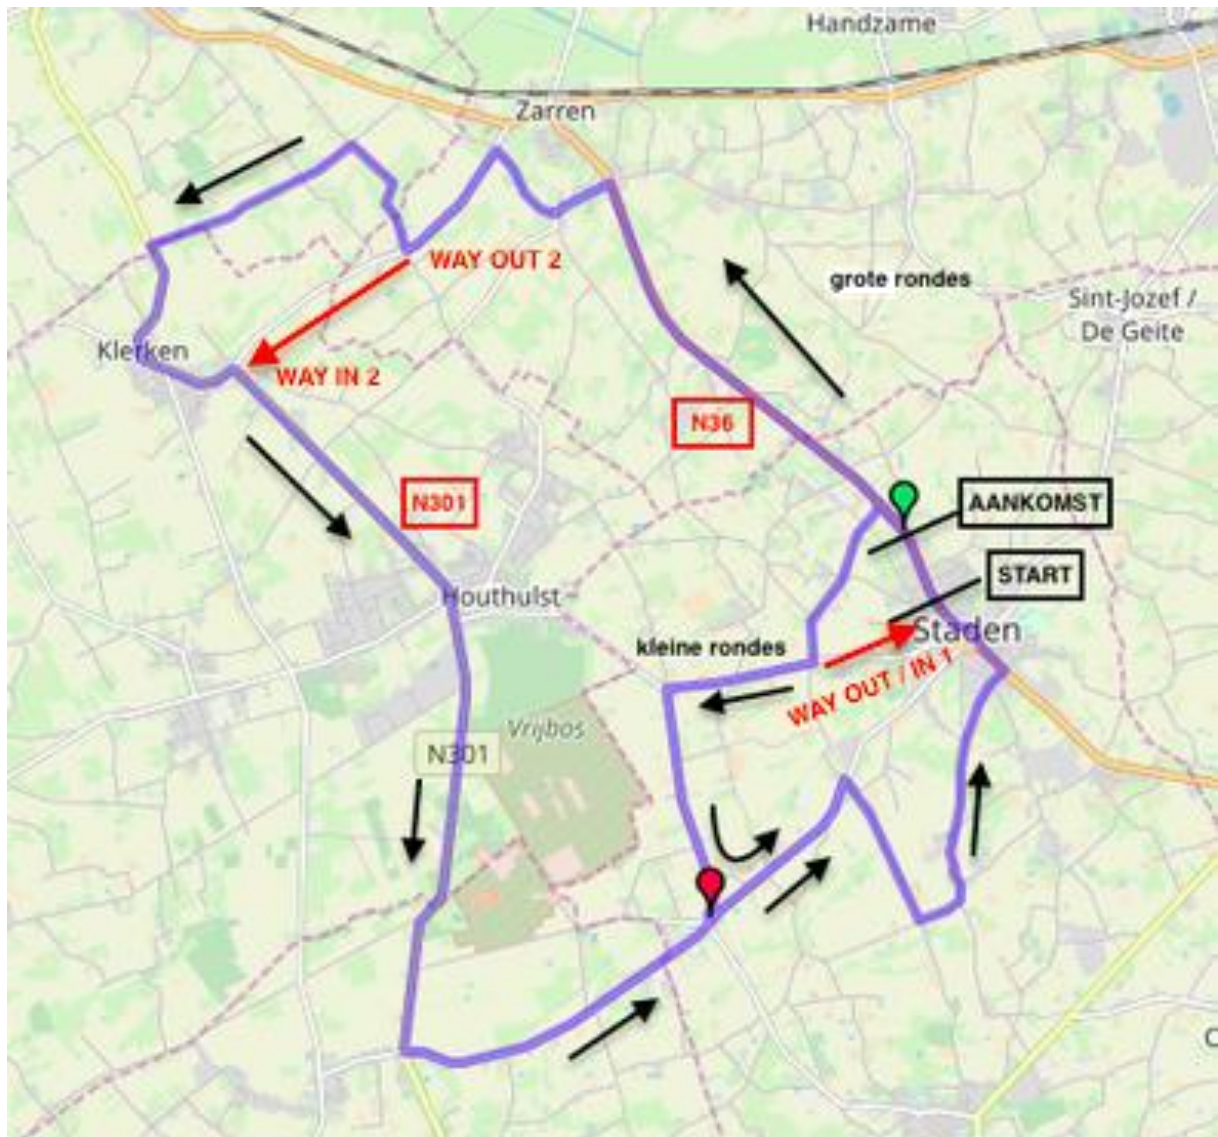 Handzame
Zarren
WAY OUT 2
grote rondes
Sint-Jozef /
De Geite
Klerken
WAY IN 2
N36
N301
AANKOMST
START
Houthulst
Staden
kleine rondes
WAY OUT / IN 1
Vrijbos
N301